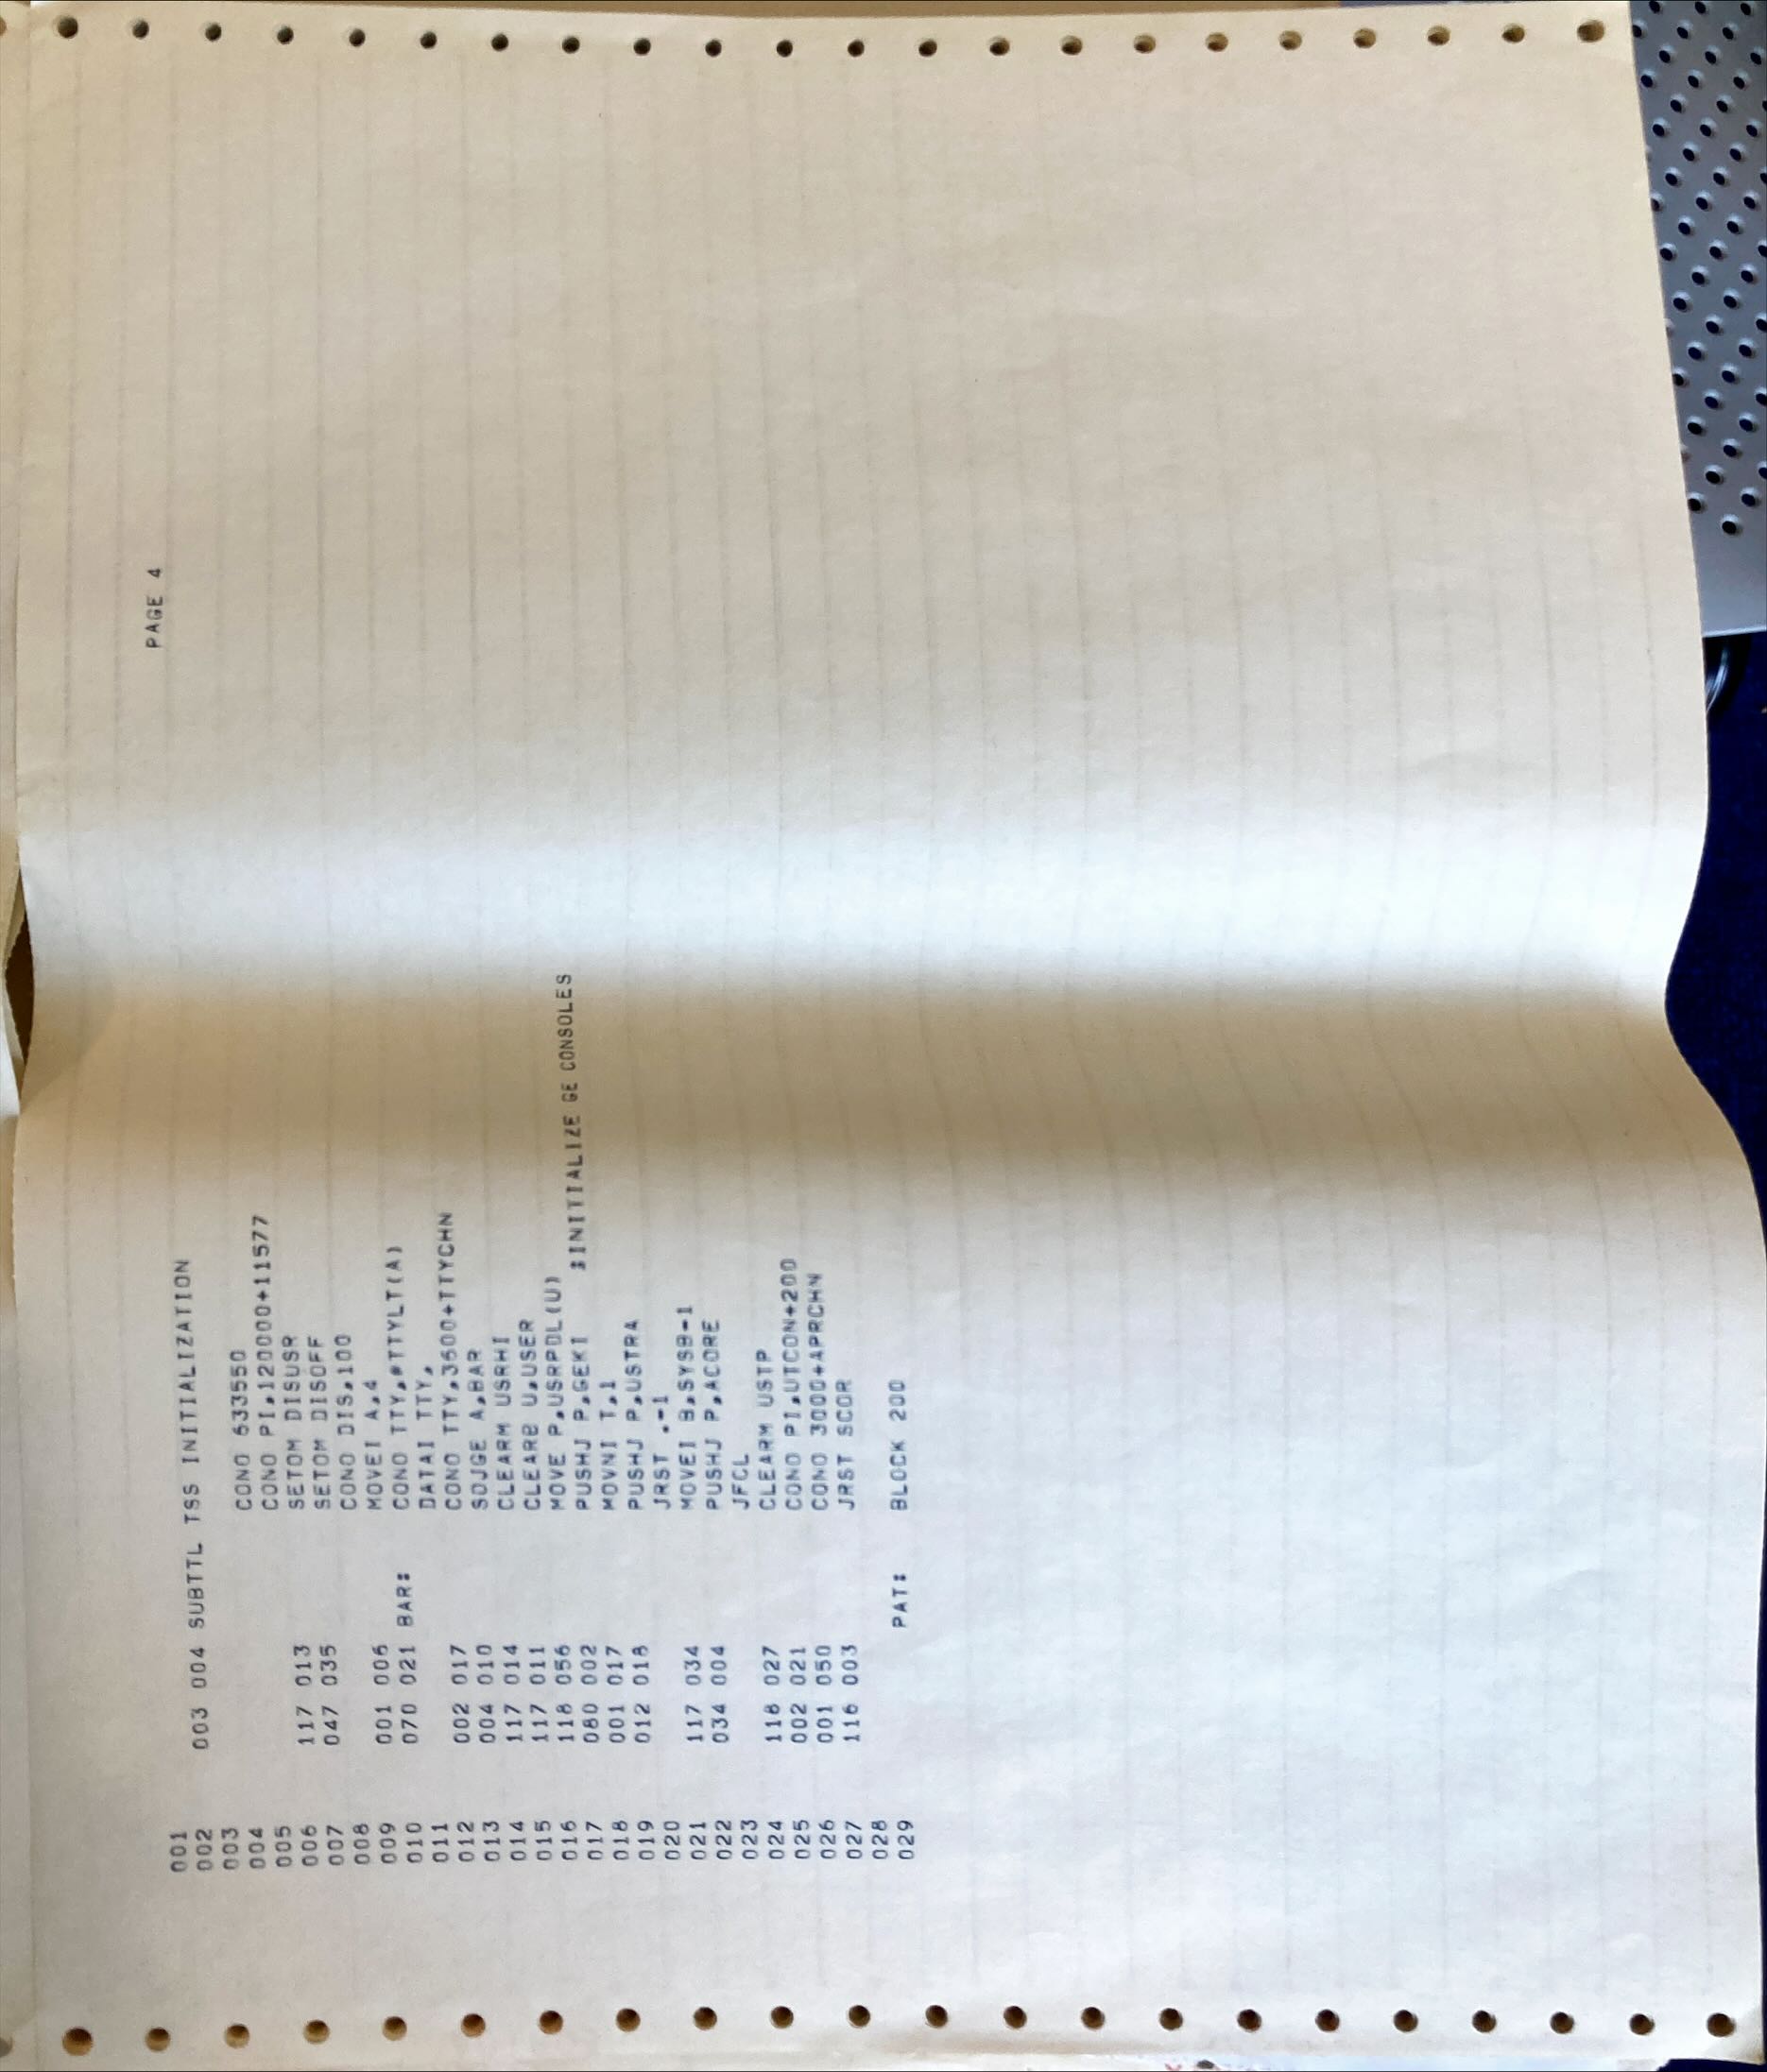 PAGE 4
001
002 003 004 SUBTTL TSS INITIALIZATION
003
004 CONO 633550
005 CONO PI,120000+11577
006 117 013 SETOM DISUSR
007 047 035 SETOM DISOFF
008 CONO DIS,100
009 001 006 MOVEI A,4
010 070 021 BAR: CONO TTY,@TTYLT(A)
011 DATAI TTY,
012 002 017 CONO TTY,3600+TTYCHN
013 004 010 SOJGE A,BAR
014 117 014 CLEARM USRHI
015 117 011 CLEARB U,USER
016 118 056 MOVE P,USRPDL(U)
017 080 002 PUSHJ P,GEKI ;INITIALIZE GE CONSOLES
018 001 017 MOVNI T,1
019 012 018 PUSHJ P,USTRA
020 JRST .-1
021 117 034 MOVEI B,SYSB-1
022 034 004 PUSHJ P,ACORE
023 JFCL
024 118 027 CLEARM USTP
025 002 021 CONO PI,UTCON+200
026 001 050 CONO 3000+APRCHN
027 116 003 JRST SCOR
028
029 PAT: BLOCK 200